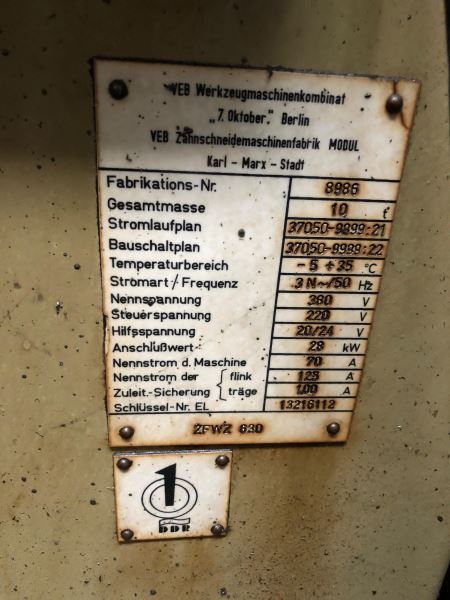 VEB Werkzeugmaschinenkombinat
„7. Oktober." Berlin
VEB Zahnschneidemaschinenfabrik MODUL
Karl - Marx - Stadt
Fabrikations-Nr. 8986
Gesamtmasse 10 t
Stromlaufplan 37050-9899:21
Bauschaltplan 37050-9989:22
Temperaturbereich - 5 + 35 °C
Stromart / Frequenz 3 N~/50 Hz
Nennspannung 380 V
Steuerspannung 220 V
Hilfsspannung 20/24 V
Anschlußwert 28 kW
Nennstrom d. Maschine 70 A
Nennstrom der flink 125 A
Zuleit.-Sicherung träge 100 A
Schlüssel-Nr. EL 13216112
ZFWZ 630
1
DDR